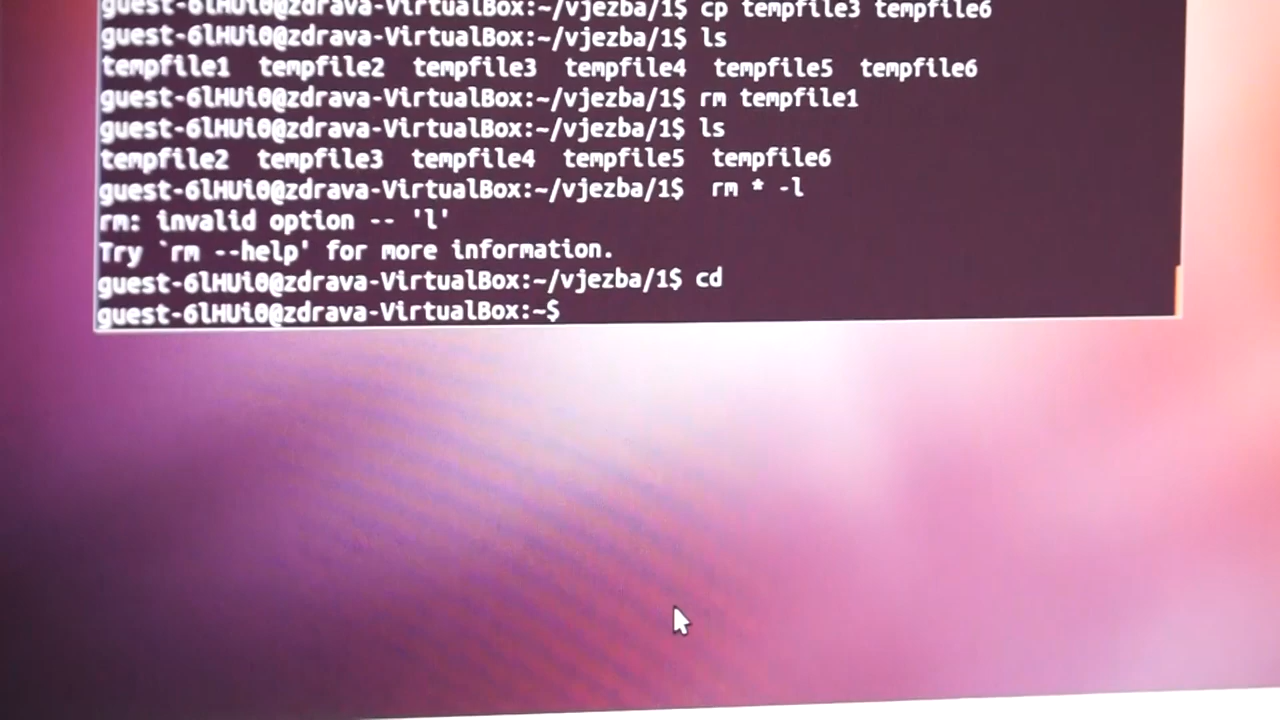 guest-6lHUi0@zdrava-VirtualBox:~/vjezba/1$ cp tempfile3 tempfile6
guest-6lHUi0@zdrava-VirtualBox:~/vjezba/1$ ls
tempfile1  tempfile2  tempfile3  tempfile4  tempfile5  tempfile6
guest-6lHUi0@zdrava-VirtualBox:~/vjezba/1$ rm tempfile1
guest-6lHUi0@zdrava-VirtualBox:~/vjezba/1$ ls
tempfile2  tempfile3  tempfile4  tempfile5  tempfile6
guest-6lHUi0@zdrava-VirtualBox:~/vjezba/1$  rm * -l
rm: invalid option -- 'l'
Try `rm --help' for more information.
guest-6lHUi0@zdrava-VirtualBox:~/vjezba/1$ cd
guest-6lHUi0@zdrava-VirtualBox:~$